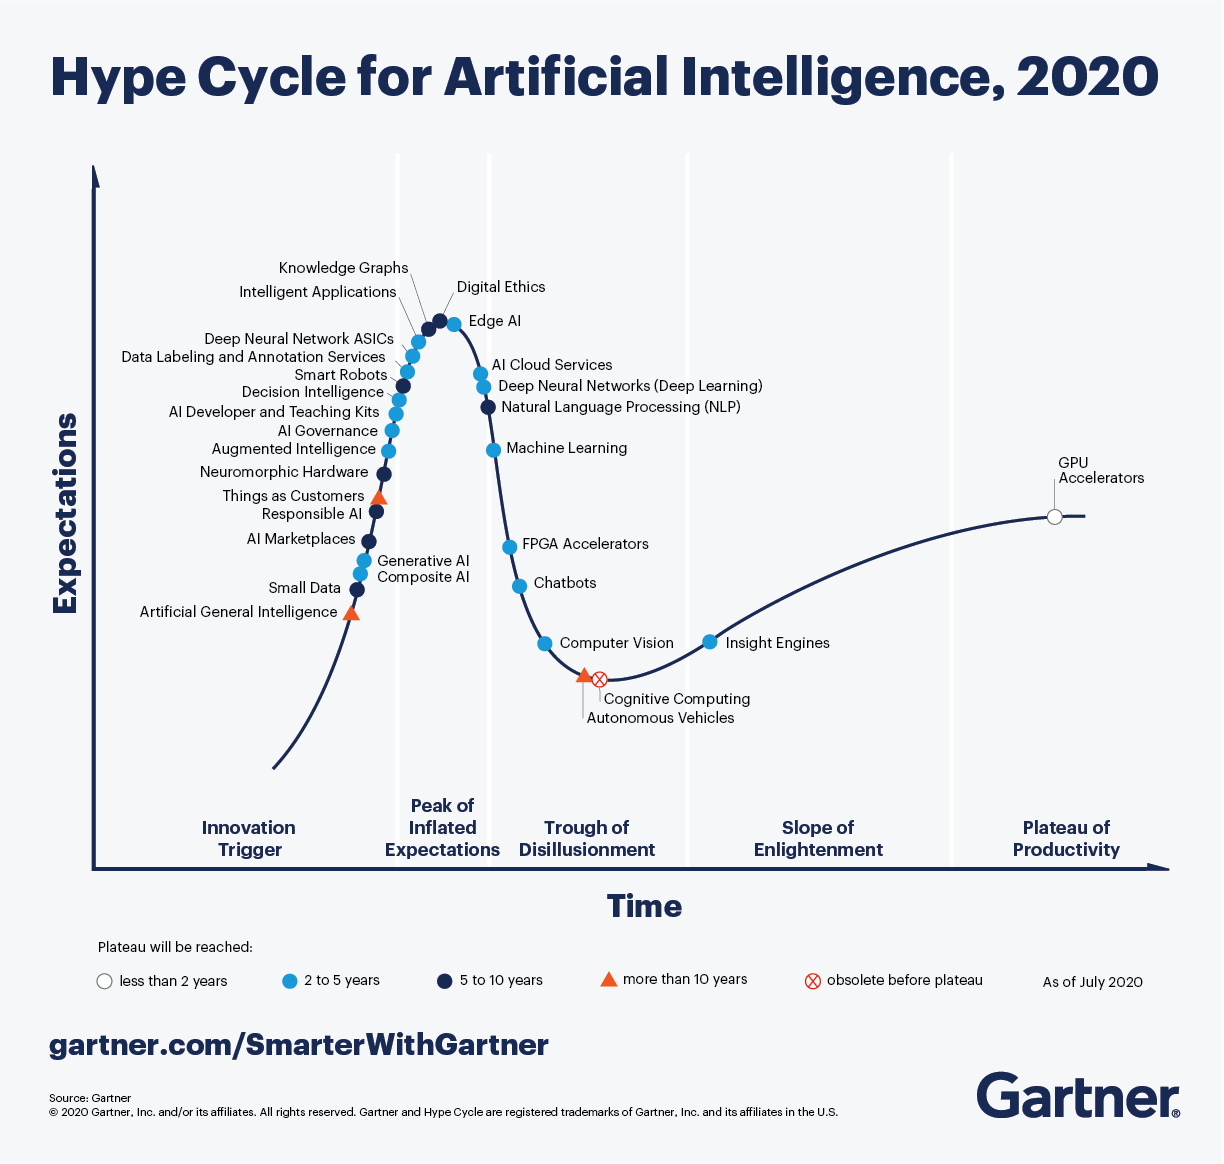 Hype Cycle for Artificial Intelligence, 2020
Expectations
Knowledge Graphs
Intelligent Applications
Deep Neural Network ASICs
Data Labeling and Annotation Services
Smart Robots
Decision Intelligence
AI Developer and Teaching Kits
AI Governance
Augmented Intelligence
Neuromorphic Hardware
Things as Customers
Responsible AI
AI Marketplaces
Generative AI
Composite AI
Small Data
Artificial General Intelligence
Digital Ethics
Edge AI
AI Cloud Services
Deep Neural Networks (Deep Learning)
Natural Language Processing (NLP)
Machine Learning
FPGA Accelerators
Chatbots
Computer Vision
Cognitive Computing
Autonomous Vehicles
Insight Engines
GPU
Accelerators
Innovation
Trigger
Peak of
Inflated
Expectations
Trough of
Disillusionment
Slope of
Enlightenment
Plateau of
Productivity
Time
Plateau will be reached:
less than 2 years
2 to 5 years
5 to 10 years
more than 10 years
obsolete before plateau
As of July 2020
gartner.com/SmarterWithGartner
Source: Gartner
© 2020 Gartner, Inc. and/or its affiliates. All rights reserved. Gartner and Hype Cycle are registered trademarks of Gartner, Inc. and its affiliates in the U.S.
Gartner®